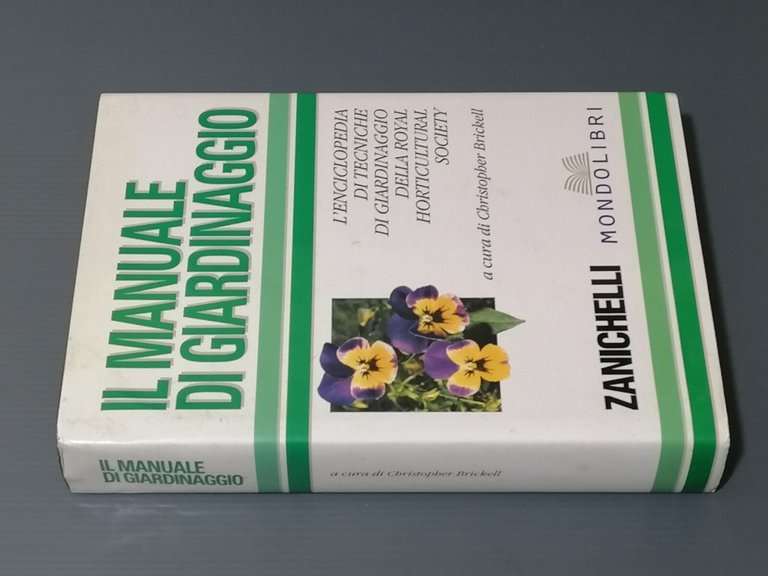 IL MANUALE
DI GIARDINAGGIO
L'ENCICLOPEDIA
DI TECNICHE
DI GIARDINAGGIO
DELLA ROYAL
HORTICULTURAL
SOCIETY
a cura di Christopher Brickell
ZANICHELLI
MONDOLIBRI
IL MANUALE
DI GIARDINAGGIO
a cura di Christopher Brickell